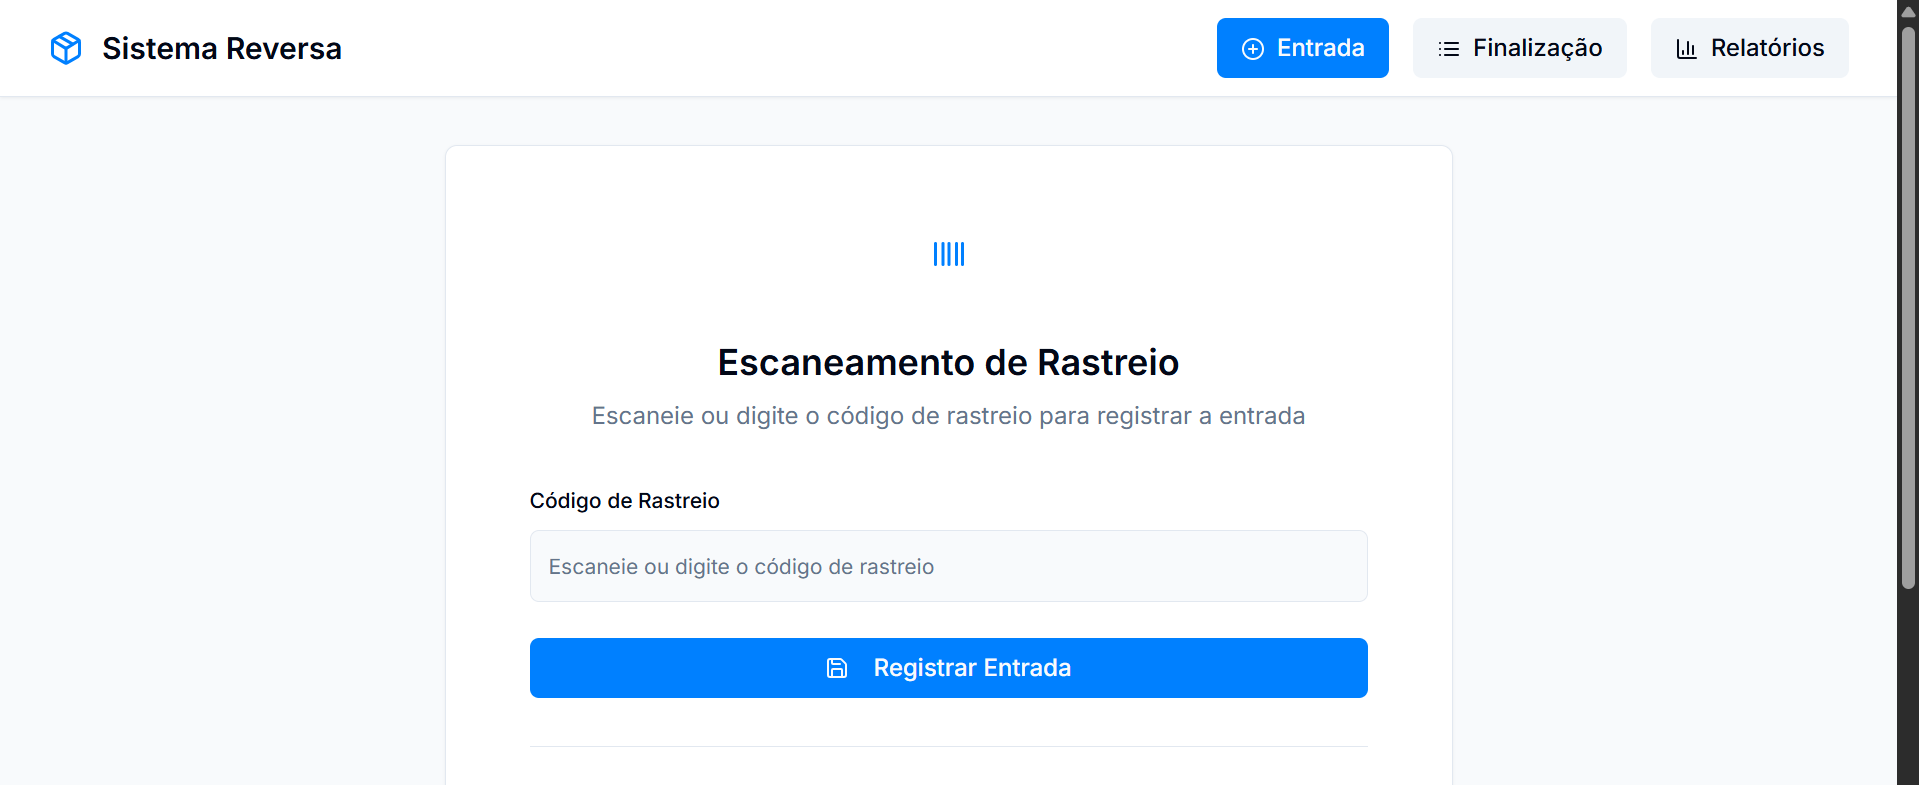 Sistema Reversa
Entrada
Finalização
Relatórios
Escaneamento de Rastreio
Escaneie ou digite o código de rastreio para registrar a entrada
Código de Rastreio
Escaneie ou digite o código de rastreio
Registrar Entrada